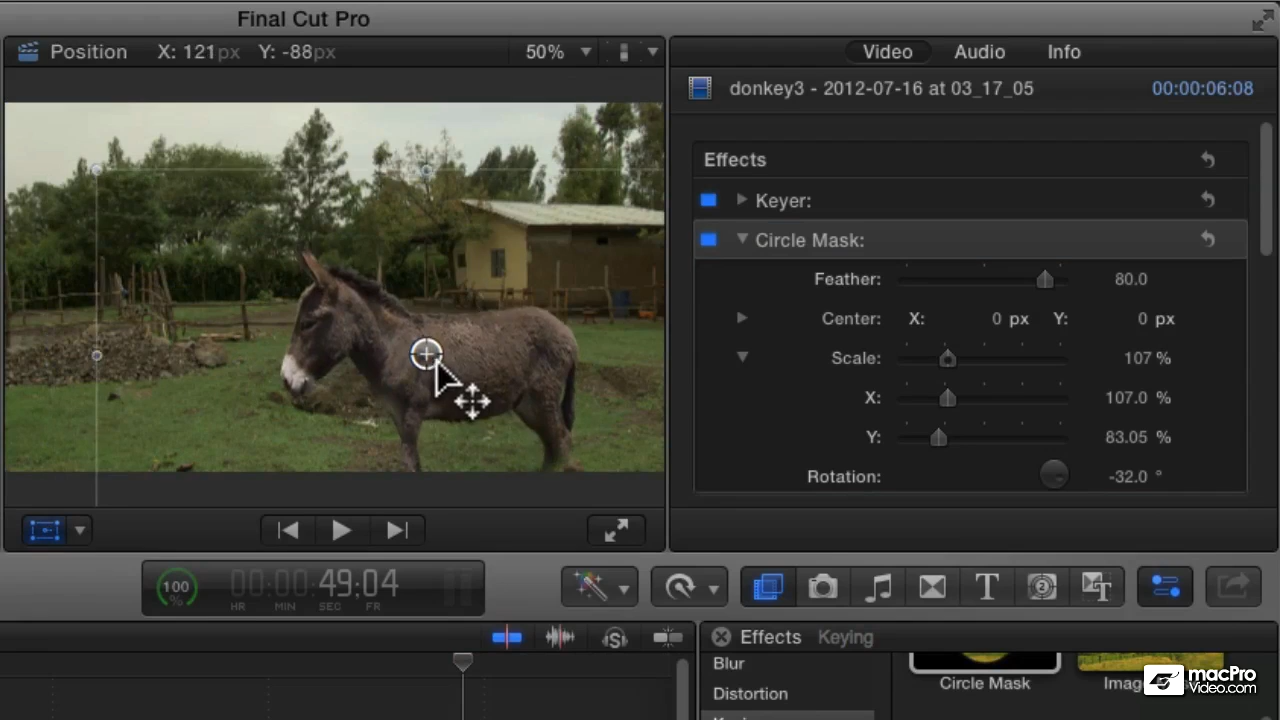 Final Cut Pro
Position X: 121px Y: -88px 50%
Video Audio Info
donkey3 - 2012-07-16 at 03_17_05 00:00:06:08
Effects
Keyer:
Circle Mask:
Feather: 80.0
Center: X: 0 px Y: 0 px
Scale: 107 %
X: 107.0 %
Y: 83.05 %
Rotation: -32.0 °
100 %
00:00:49:04
HR MIN SEC FR
Effects Keying
Blur
Distortion
Circle Mask
macPro
Video.com